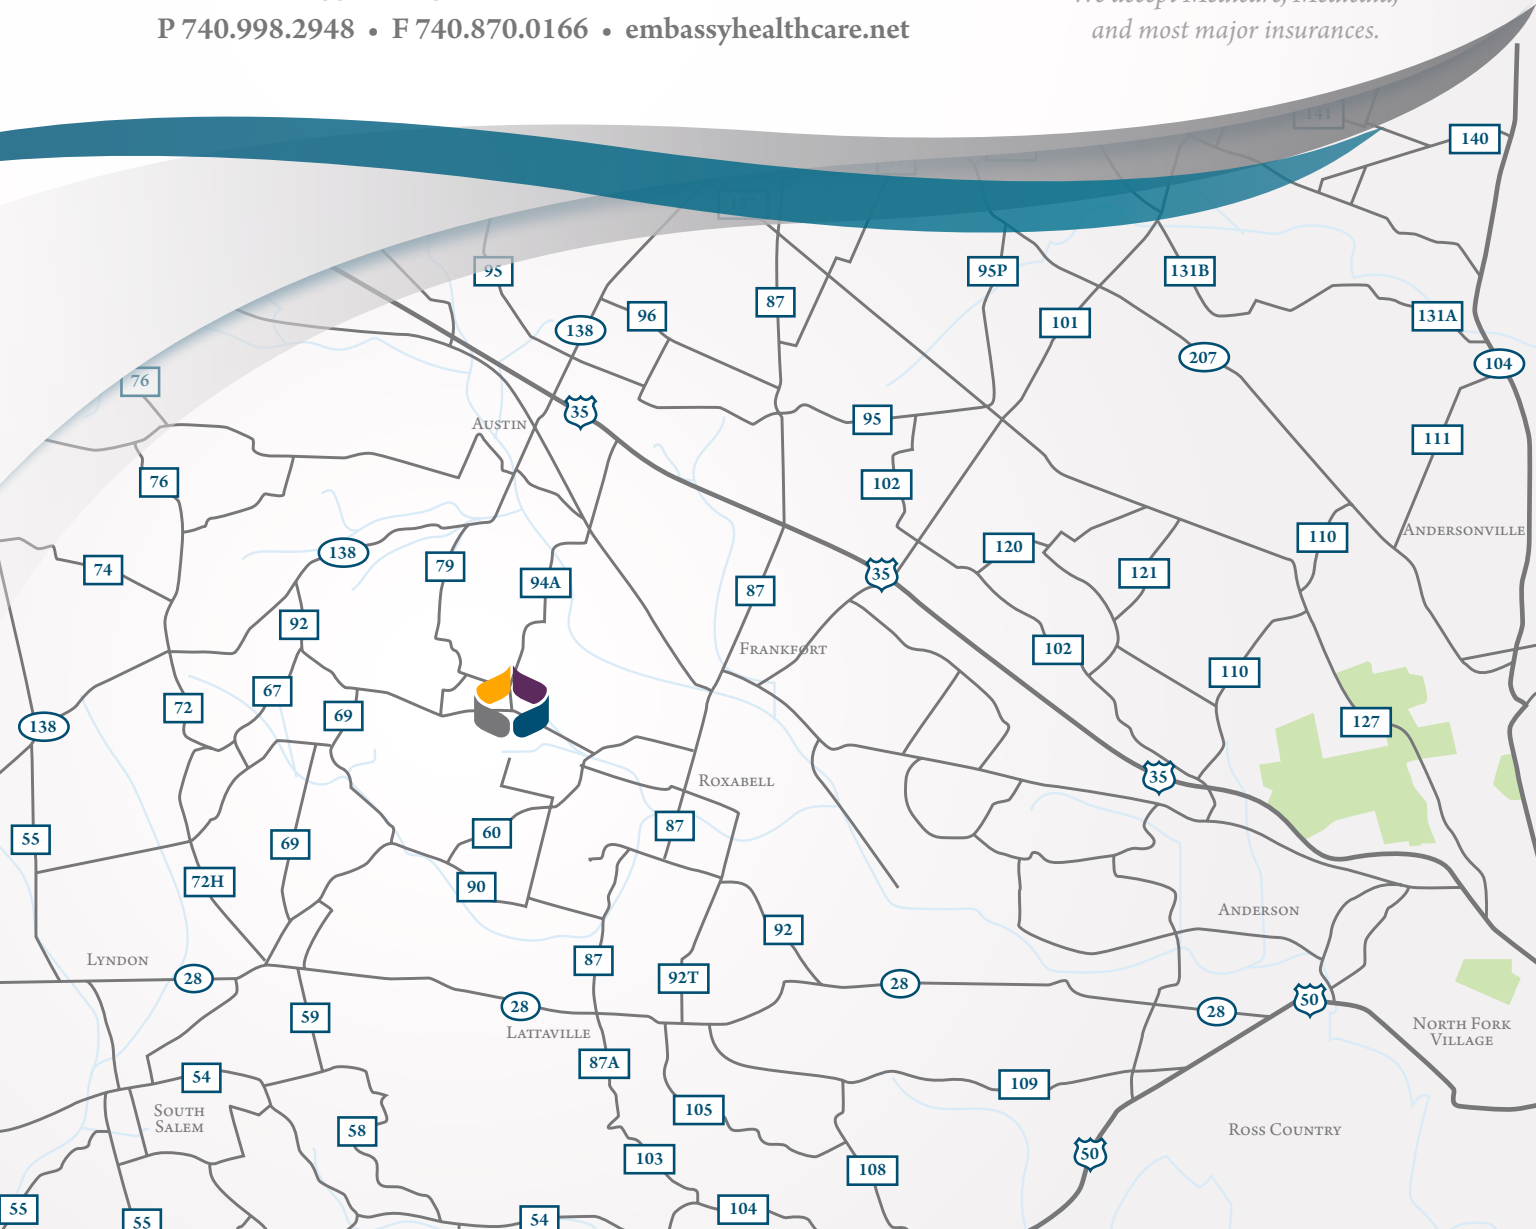 P 740.998.2948 • F 740.870.0166 • embassyhealthcare.net
and most major insurances.
141
140
95
95P
131B
87
96
138
101
131A
207
104
76
35
Austin
95
111
76
102
Andersonville
110
120
138
74
79
94A
35
121
87
92
Frankfort
102
110
67
72
69
138
127
35
Roxabell
87
60
55
69
72H
90
Anderson
92
Lyndon
87
28
92T
28
50
28
28
59
Lattaville
North Fork
Village
87A
54
109
105
South
Salem
58
Ross Country
50
103
108
55
104
54
55